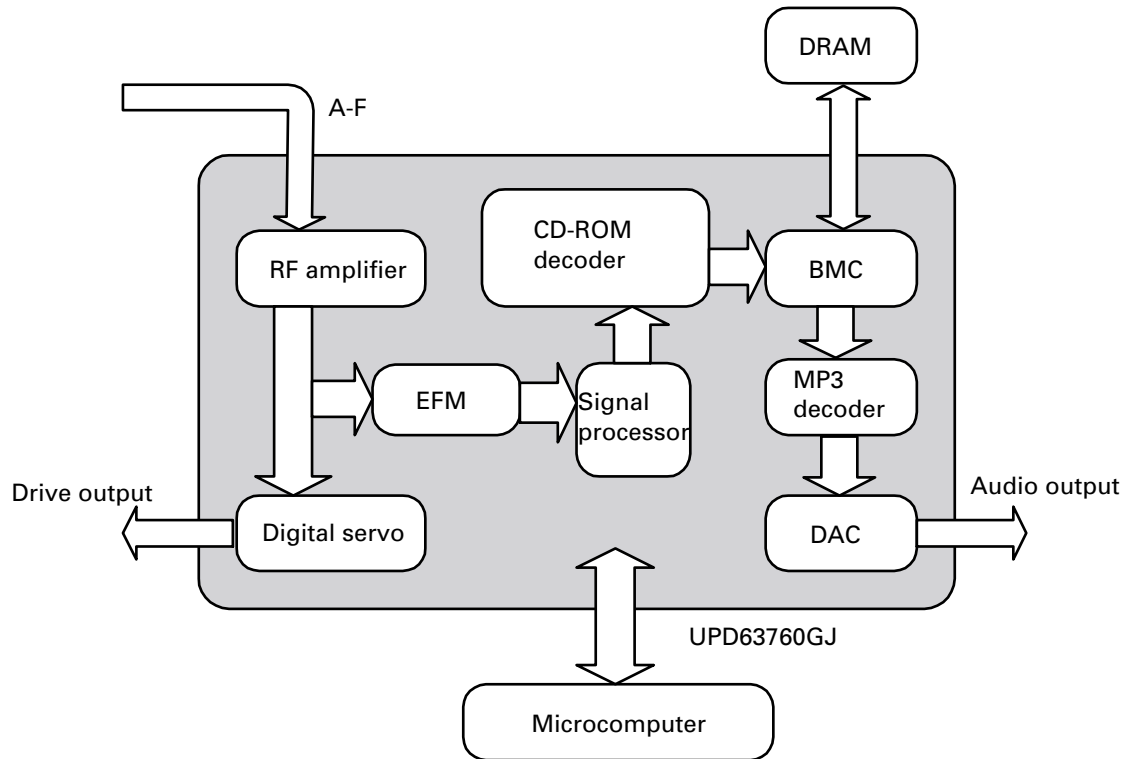 DRAM
A-F
CD-ROM
decoder
RF amplifier
BMC
EFM
Signal
processor
MP3
decoder
Drive output
Digital servo
DAC
Audio output
UPD63760GJ
Microcomputer